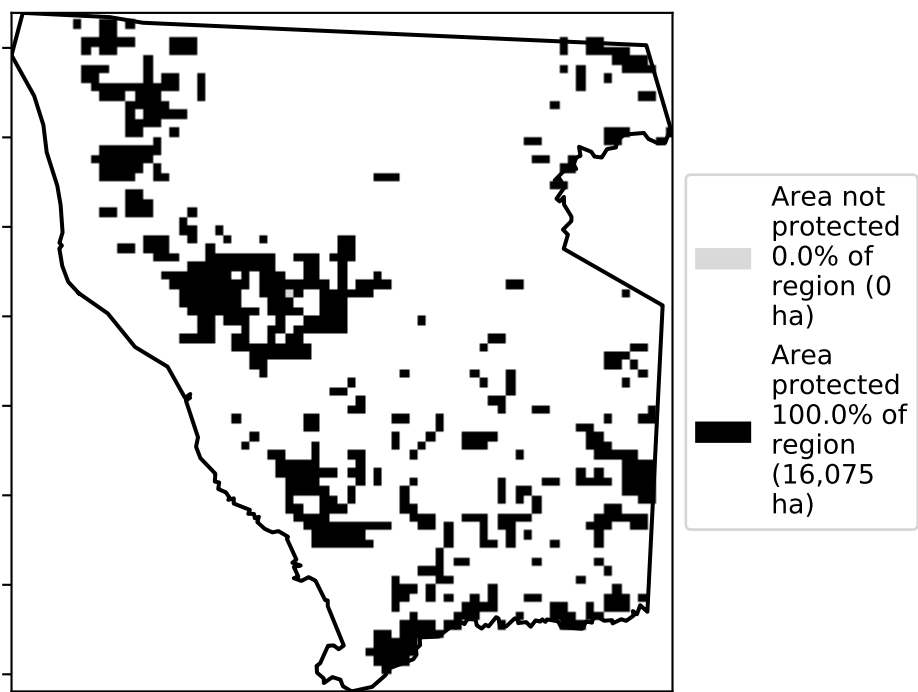 Area not
protected
0.0% of
region (0
ha)
Area
protected
100.0% of
region
(16,075
ha)